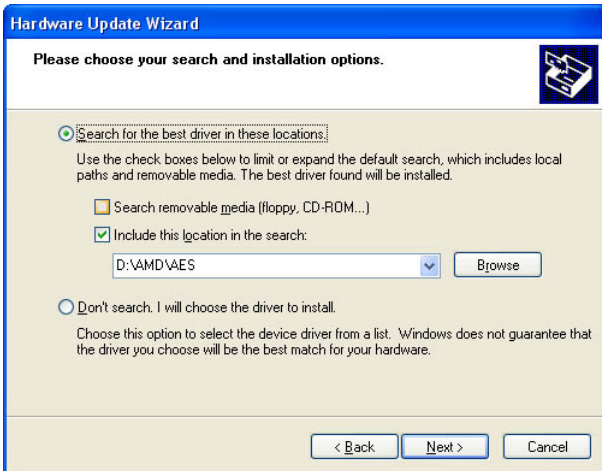 Hardware Update Wizard
Please choose your search and installation options.
Search for the best driver in these locations.
Use the check boxes below to limit or expand the default search, which includes local
paths and removable media. The best driver found will be installed.
Search removable media (floppy, CD-ROM...)
Include this location in the search:
D:\AMD\AES
Browse
Don't search. I will choose the driver to install.
Choose this option to select the device driver from a list. Windows does not guarantee that
the driver you choose will be the best match for your hardware.
< Back
Next >
Cancel